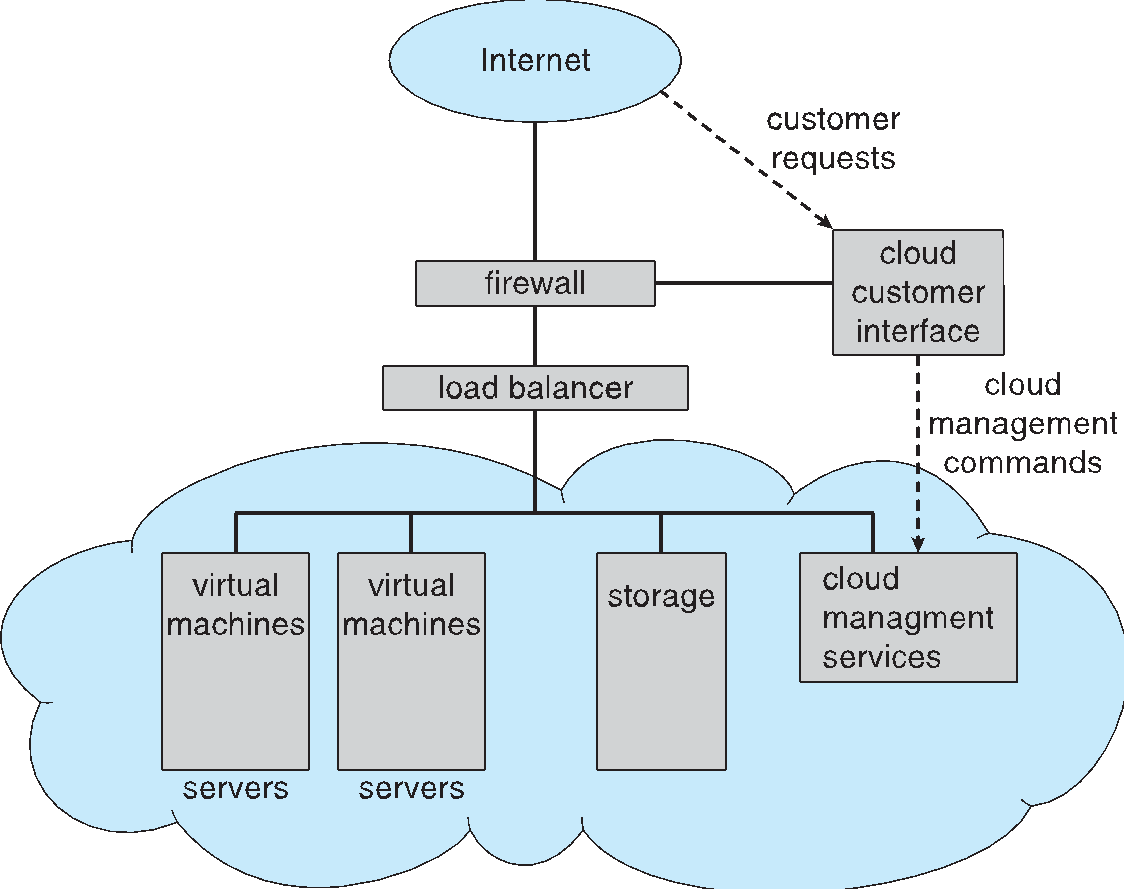 Internet
customer
requests
cloud
customer
interface
firewall
load balancer
cloud
management
commands
virtual
machines
virtual
machines
storage
cloud
managment
services
servers
servers